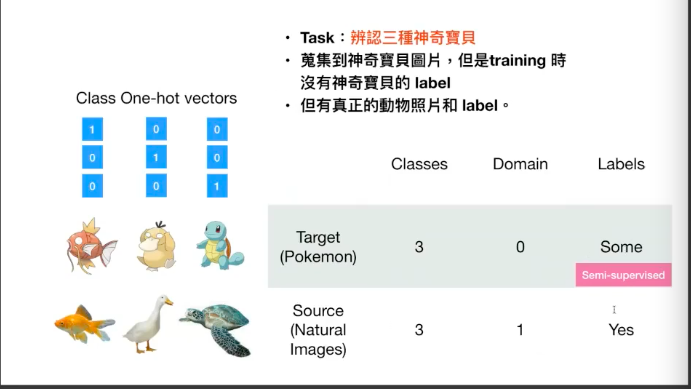 • Task：辨認三種神奇寶貝
• 蒐集到神奇寶貝圖片，但是training 時
沒有神奇寶貝的 label
• 但有真正的動物照片和 label。
Class One-hot vectors
1 0 0
0 1 0
0 0 1
Classes Domain Labels
Target
(Pokemon) 3 0 Some
Semi-supervised
Source
(Natural
Images) 3 1 Yes